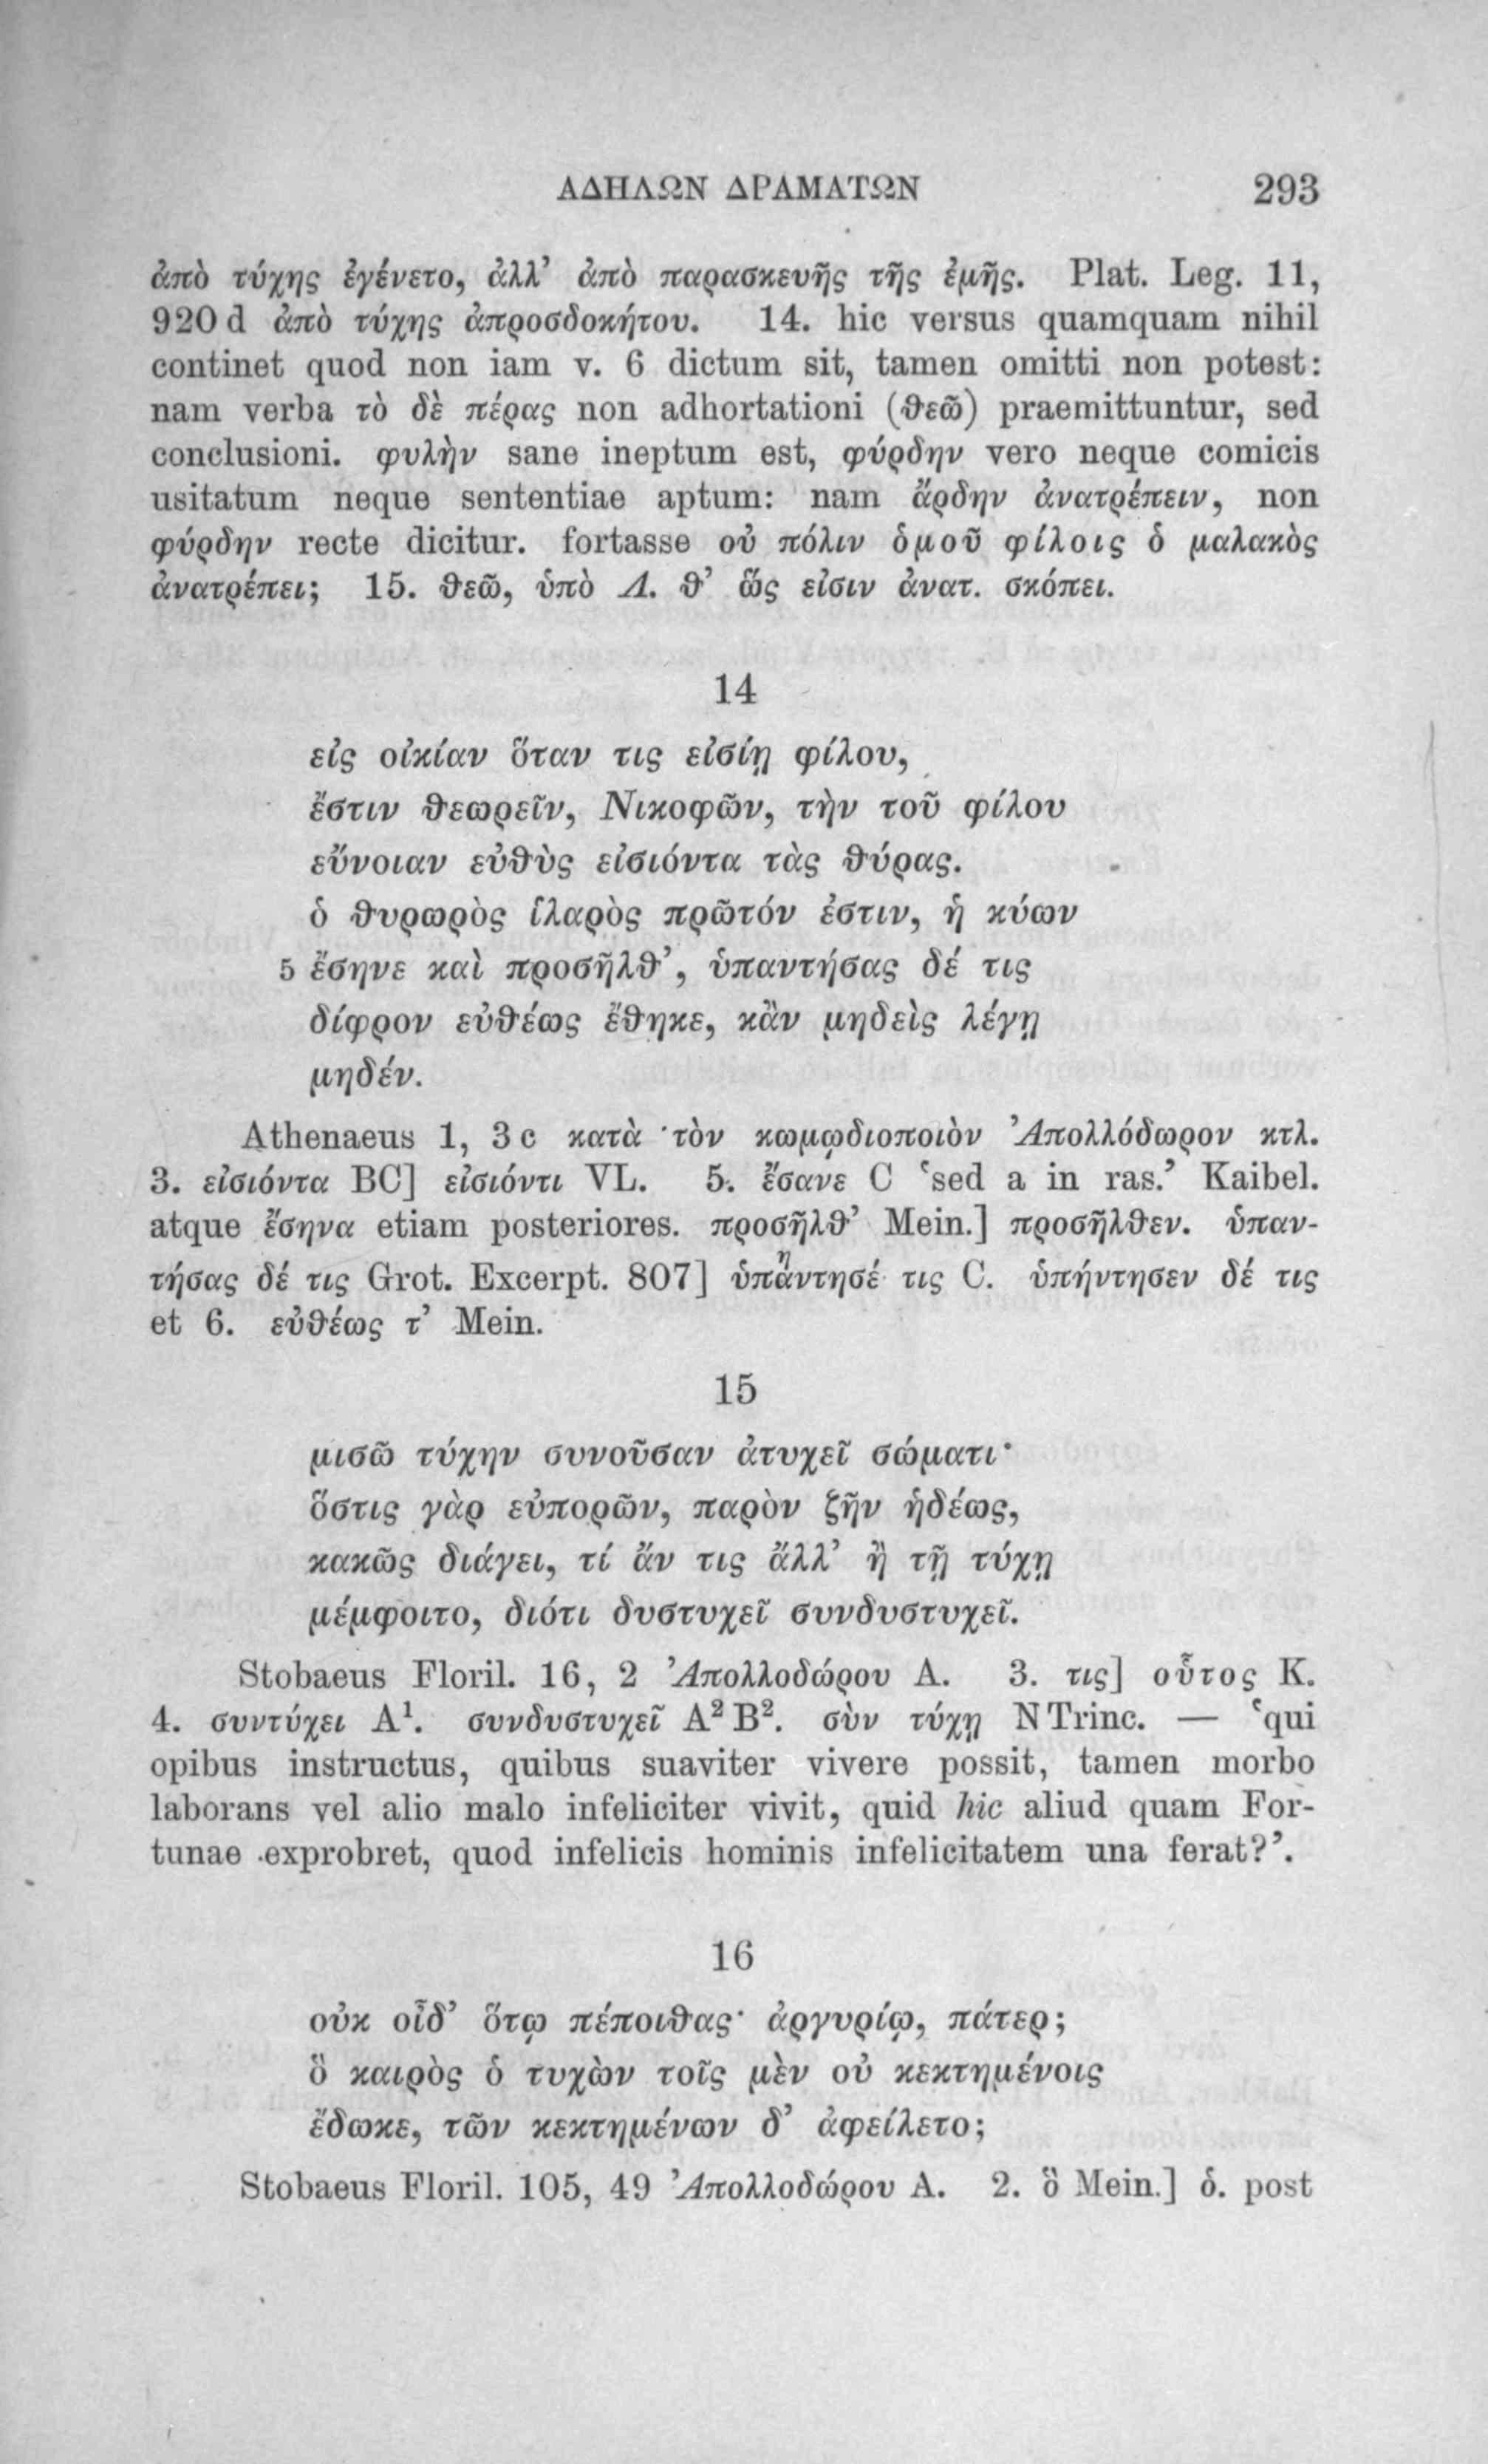 ΑΔΗΛΩΝ ΔΡΑΜΑΤΩΝ 293
ἀπὸ τύχης ἐγένετο, ἀλλ’ ἀπὸ παρασκευῆς τῆς ἐμῆς. Plat. Leg. 11,
920 d ἀπὸ τύχης ἀπροσδοκήτου. 14. hic versus quamquam nihil
continet quod non iam v. 6 dictum sit, tamen omitti non potest:
nam verba τὸ δὲ πέρας non adhortationi (θεῶ) praemittuntur, sed
conclusioni. φυλὴν sane ineptum est, φύρδην vero neque comicis
usitatum neque sententiae aptum: nam ἄρδην ἀνατρέπειν, non
φύρδην recte dicitur. fortasse οὐ πόλιν ὁμοῦ φίλοις ὁ μαλακὸς
ἀνατρέπει; 15. θεῶ, ὑπὸ Λ. θ’ ὥς εἰσιν ἀνατ. σκόπει.
14
εἰς οἰκίαν ὅταν τις εἰσίῃ φίλου,
ἔστιν θεωρεῖν, Νικοφῶν, τὴν τοῦ φίλου
εὔνοιαν εὐθὺς εἰσιόντα τὰς θύρας.
ὁ θυρωρὸς ἱλαρὸς πρῶτόν ἐστιν, ἡ κύων
5 ἔσηνε καὶ προσῆλθ’, ὑπαντήσας δέ τις
δίφρον εὐθέως ἔθηκε, κἂν μηδεὶς λέγῃ
μηδέν.
Athenaeus 1, 3 c κατὰ τὸν κωμῳδιοποιὸν Ἀπολλόδωρον κτλ.
3. εἰσιόντα BC] εἰσιόντι VL. 5. ἔσανε C ‘sed a in ras.’ Kaibel.
atque ἔσηνα etiam posteriores. προσῆλθ’ Mein.] προσῆλθεν. ὑπαν-
τήσας δέ τις Grot. Excerpt. 807] ὑπἄντησέ τις C. ὑπήντησεν δέ τις
et 6. εὐθέως τ’ Mein.
15
μισῶ τύχην συνοῦσαν ἀτυχεῖ σώματι·
ὅστις γὰρ εὐπορῶν, παρὸν ζῆν ἡδέως,
κακῶς διάγει, τί ἄν τις ἄλλ’ ἢ τῇ τύχῃ
μέμφοιτο, διότι δυστυχεῖ συνδυστυχεῖ.
Stobaeus Floril. 16, 2 Ἀπολλοδώρου A. 3. τις] οὗτος K.
4. συντύχει A¹. συνδυστυχεῖ A² B². σὺν τύχῃ N Trinc. — ‘qui
opibus instructus, quibus suaviter vivere possit, tamen morbo
laborans vel alio malo infeliciter vivit, quid hic aliud quam For-
tunae exprobret, quod infelicis hominis infelicitatem una ferat?’.
16
οὐκ οἶδ’ ὅτῳ πέποιθας· ἀργυρίῳ, πάτερ;
ὃ καιρὸς ὁ τυχὼν τοῖς μὲν οὐ κεκτημένοις
ἔδωκε, τῶν κεκτημένων δ’ ἀφείλετο;
Stobaeus Floril. 105, 49 Ἀπολλοδώρου A. 2. ὃ Mein.] ὁ. post